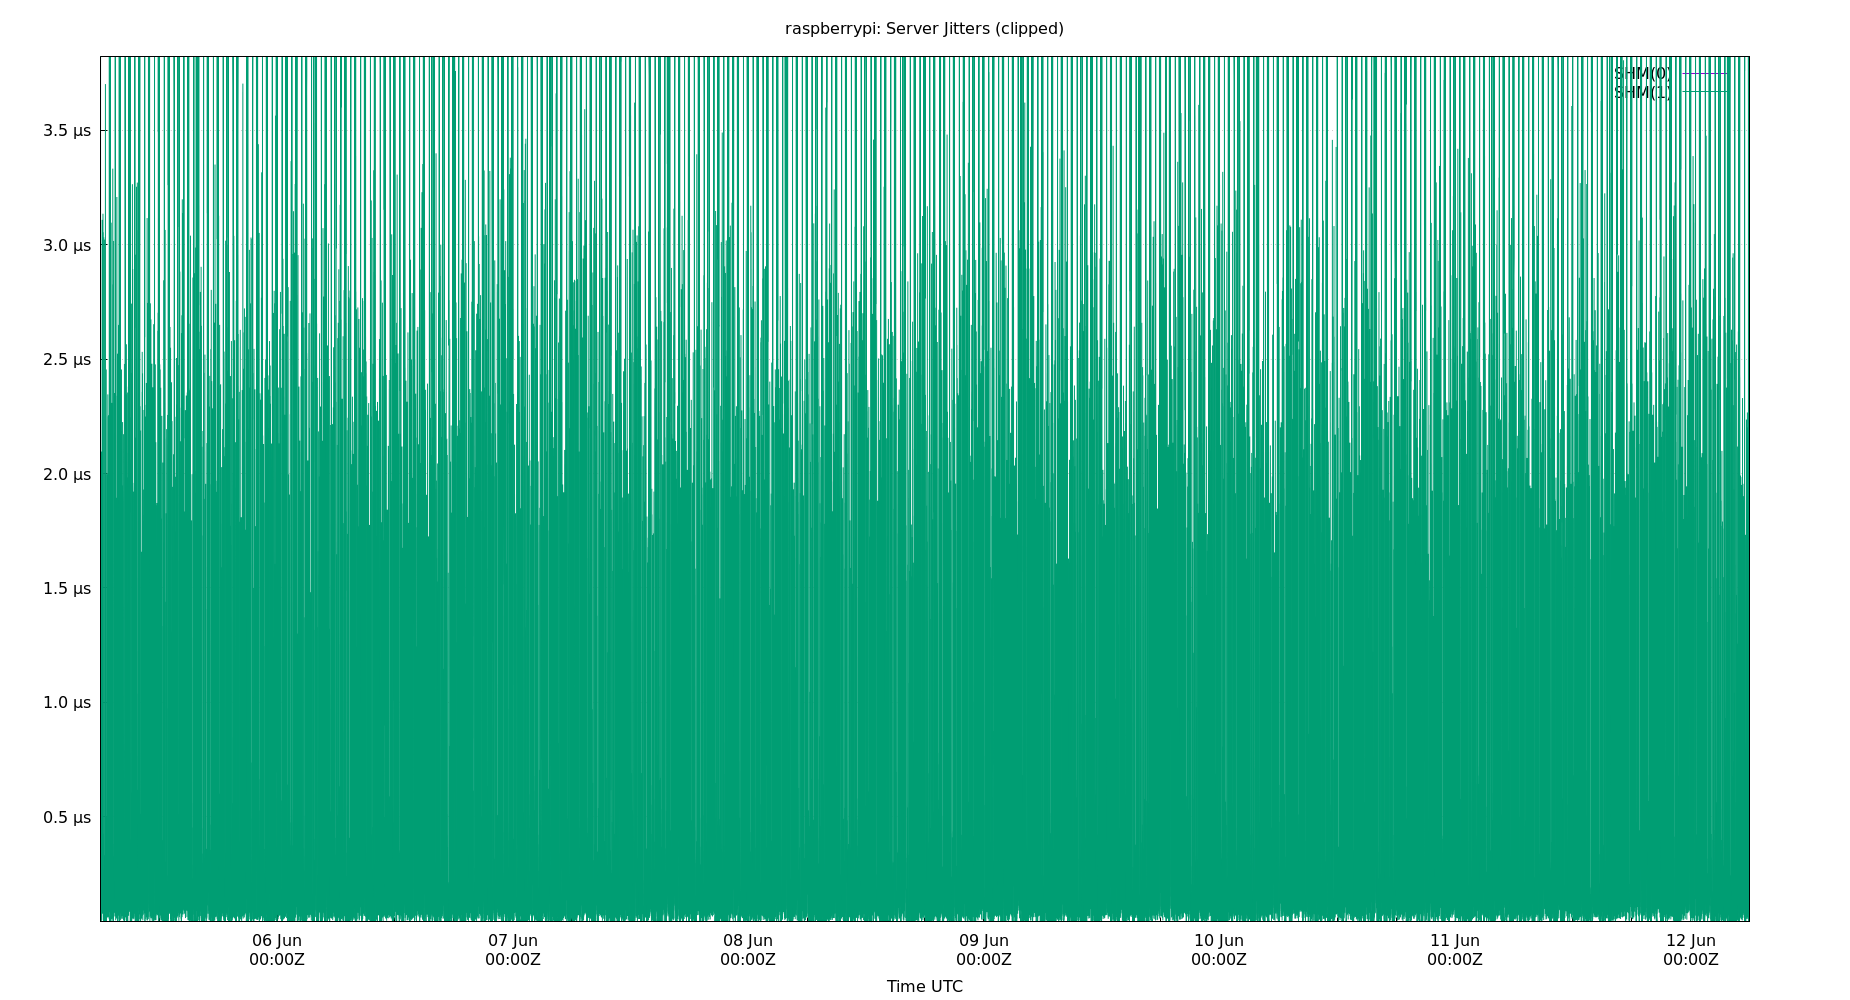 raspberrypi: Server Jitters (clipped)
SHM(0)
SHM(1)
3.5 µs
3.0 µs
2.5 µs
2.0 µs
1.5 µs
1.0 µs
0.5 µs
06 Jun 07 Jun 08 Jun 09 Jun 10 Jun 11 Jun 12 Jun
00:00Z 00:00Z 00:00Z 00:00Z 00:00Z 00:00Z 00:00Z
Time UTC